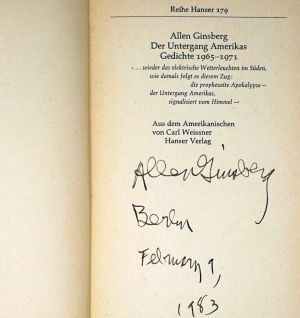 Reihe Hanser 179
Allen Ginsberg
Der Untergang Amerikas
Gedichte 1965–1971
›... wieder das elektrische Wetterleuchten im Süden,
wie damals folgt es diesem Zug:
die prophezeite Apokalypse –
der Untergang Amerikas,
signalisiert vom Himmel –‹
Aus dem Amerikanischen
von Carl Weissner
Hanser Verlag
Allen Ginsberg
Berlin
February 9,
1983